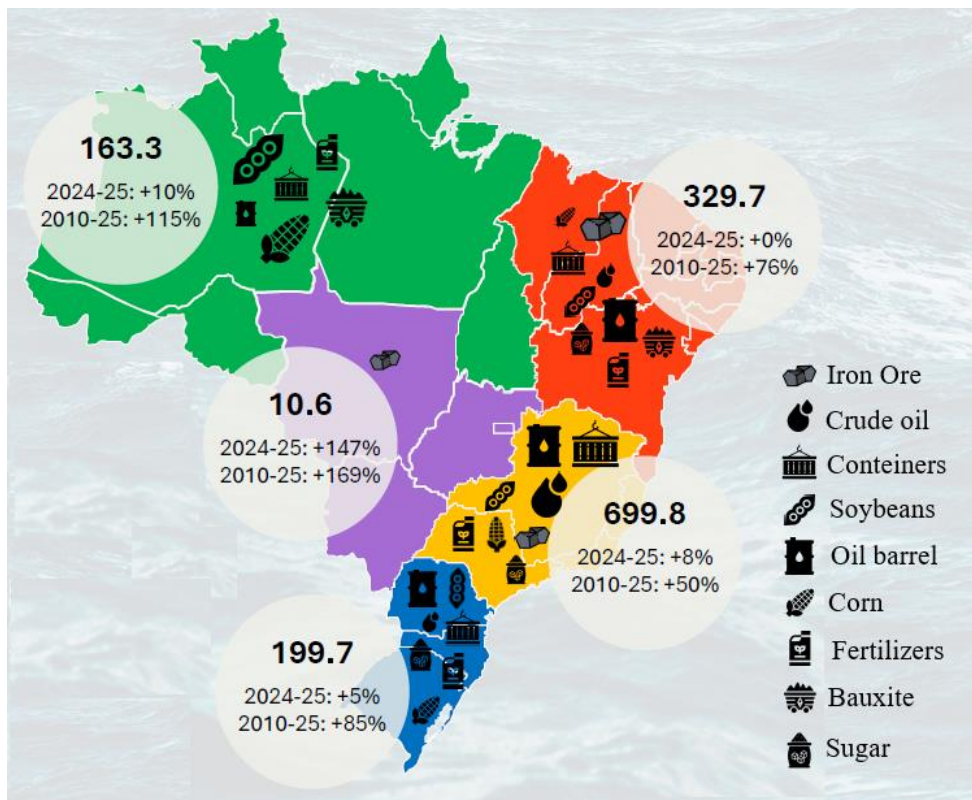 163.3
2024-25: +10%
2010-25: +115%
329.7
2024-25: +0%
2010-25: +76%
10.6
2024-25: +147%
2010-25: +169%
699.8
2024-25: +8%
2010-25: +50%
199.7
2024-25: +5%
2010-25: +85%
Iron Ore
Crude oil
Conteiners
Soybeans
Oil barrel
Corn
Fertilizers
Bauxite
Sugar